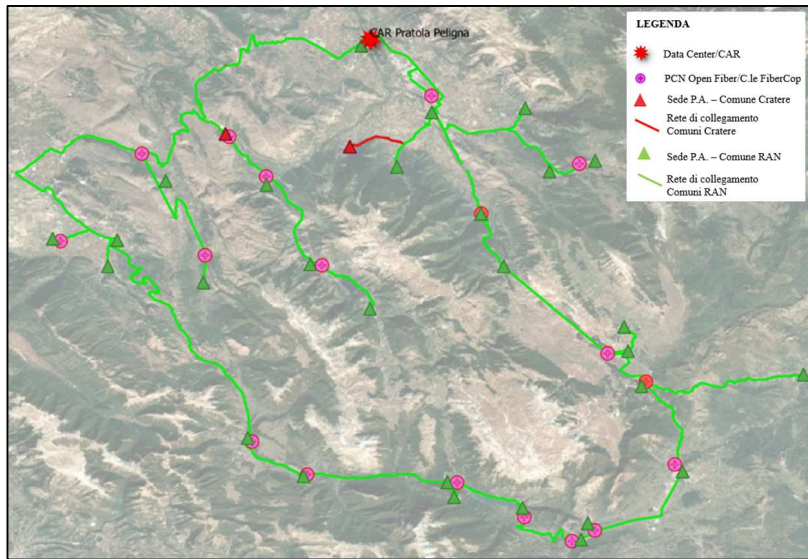 CAR Pratola Peligna
LEGENDA
Data Center/CAR
PCN Open Fiber/C.le FiberCop
Sede P.A. – Comune Cratere
Rete di collegamento
Comuni Cratere
Sede P.A. – Comune RAN
Rete di collegamento
Comuni RAN